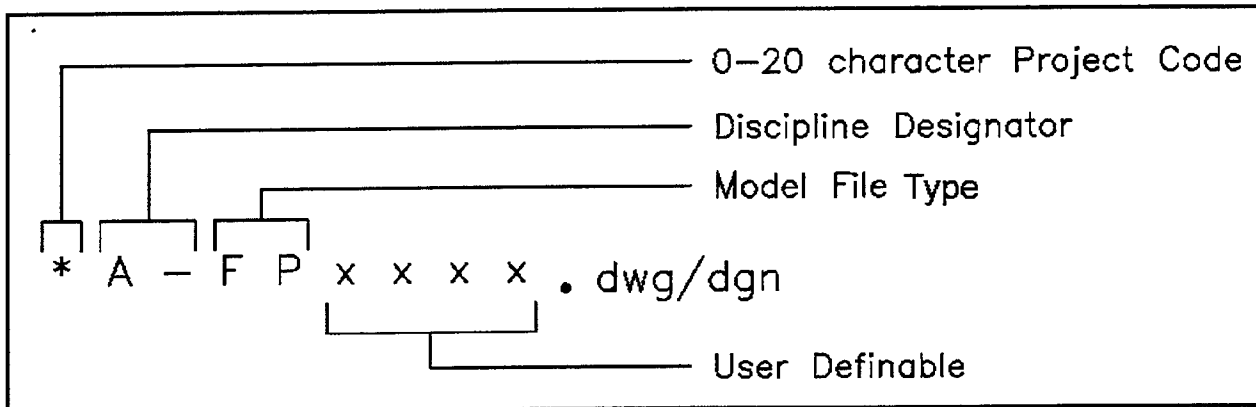 0-20 character Project Code
Discipline Designator
Model File Type
* A - F P x x x x . dwg/dgn
User Definable